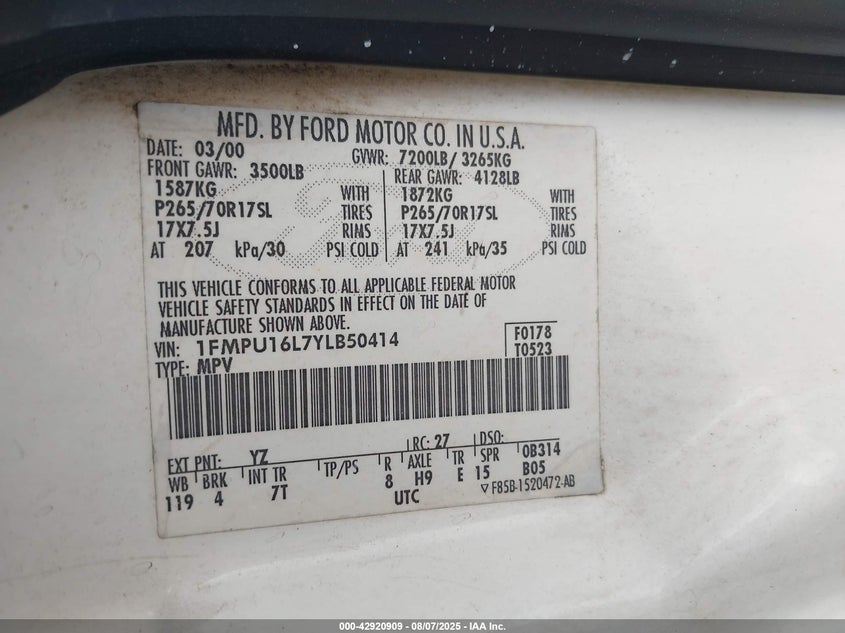 MFD. BY FORD MOTOR CO. IN U.S.A.
DATE: 03/00 GVWR: 7200LB/ 3265KG
FRONT GAWR: 3500LB REAR GAWR: 4128LB
1587KG WITH 1872KG WITH
P265/70R17SL TIRES P265/70R17SL TIRES
17X7.5J RIMS 17X7.5J RIMS
AT 207 kPa/30 PSI COLD AT 241 kPa/35 PSI COLD
THIS VEHICLE CONFORMS TO ALL APPLICABLE FEDERAL MOTOR
VEHICLE SAFETY STANDARDS IN EFFECT ON THE DATE OF
MANUFACTURE SHOWN ABOVE.
VIN: 1FMPU16L7YLB50414 F0178
TYPE: MPV T0523
EXT PNT: YZ RC: 27 DSO:
WB BRK INT TR TP/PS R AXLE TR SPR 0B314
119 4 7T 8 H9 E 15 B05
UTC ▽ F85B-1520472-AB
000-42920909 - 08/07/2025 - IAA Inc.